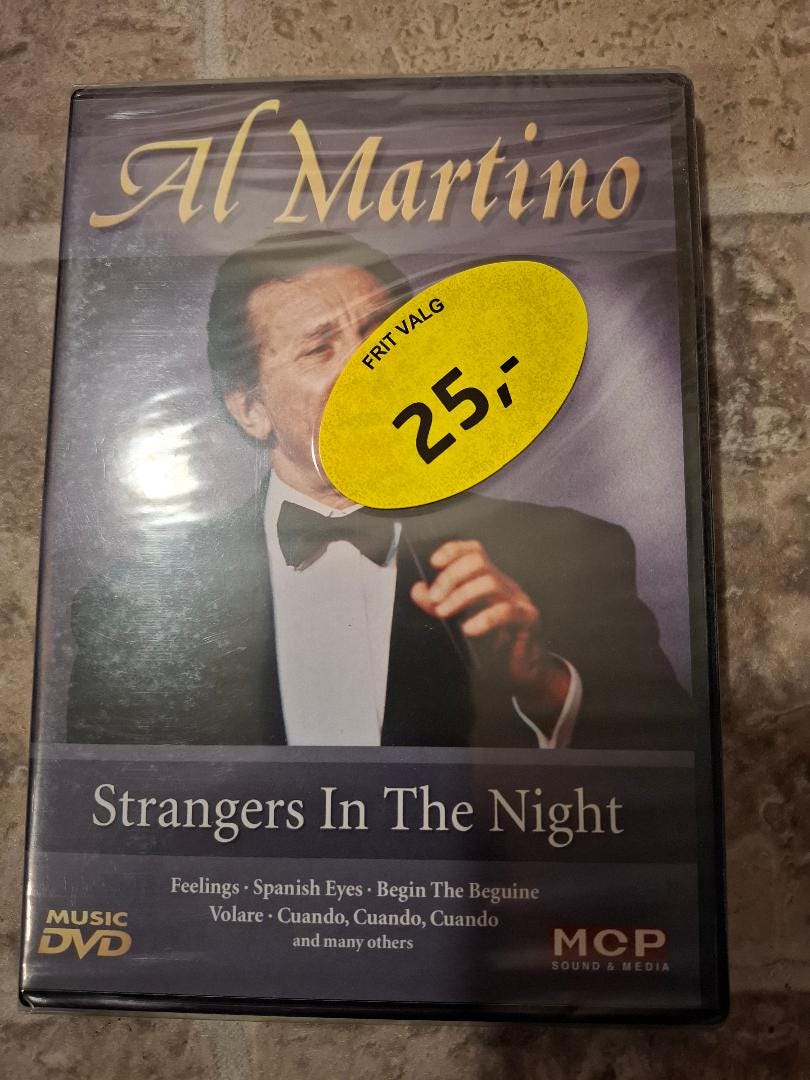 Al Martino
FRIT VALG
25,-
Strangers In The Night
Feelings · Spanish Eyes · Begin The Beguine
Volare · Cuando, Cuando, Cuando
and many others
MUSIC
DVD
MCP
SOUND & MEDIA